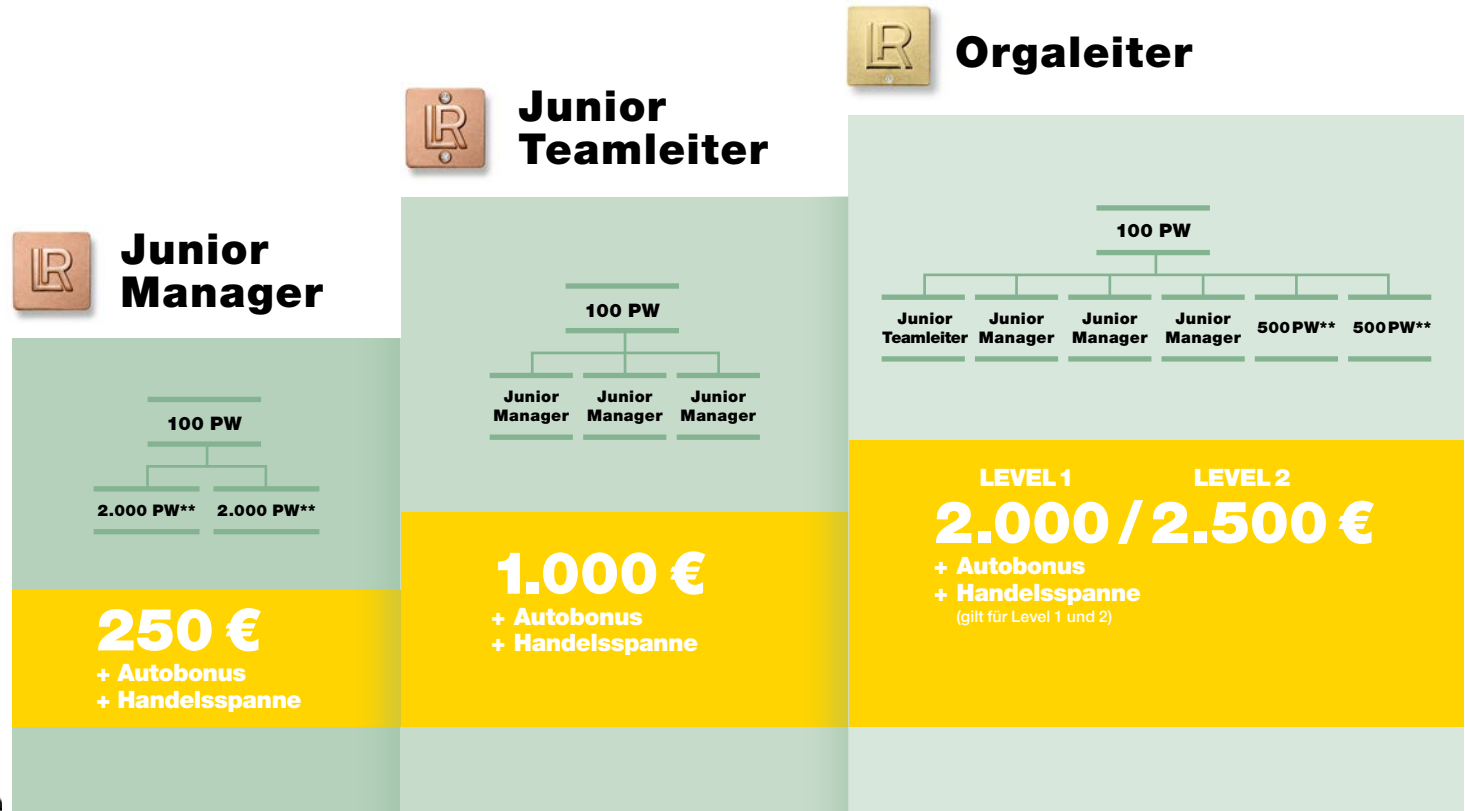 LR
Junior
Manager
100 PW
2.000 PW** 2.000 PW**
250 €
+ Autobonus
+ Handelsspanne
LR
Junior
Teamleiter
100 PW
Junior Junior Junior
Manager Manager Manager
1.000 €
+ Autobonus
+ Handelsspanne
LR
Orgaleiter
100 PW
Junior Junior Junior Junior
Teamleiter Manager Manager Manager 500 PW** 500 PW**
LEVEL 1 LEVEL 2
2.000 / 2.500 €
+ Autobonus
+ Handelsspanne
(gilt für Level 1 und 2)